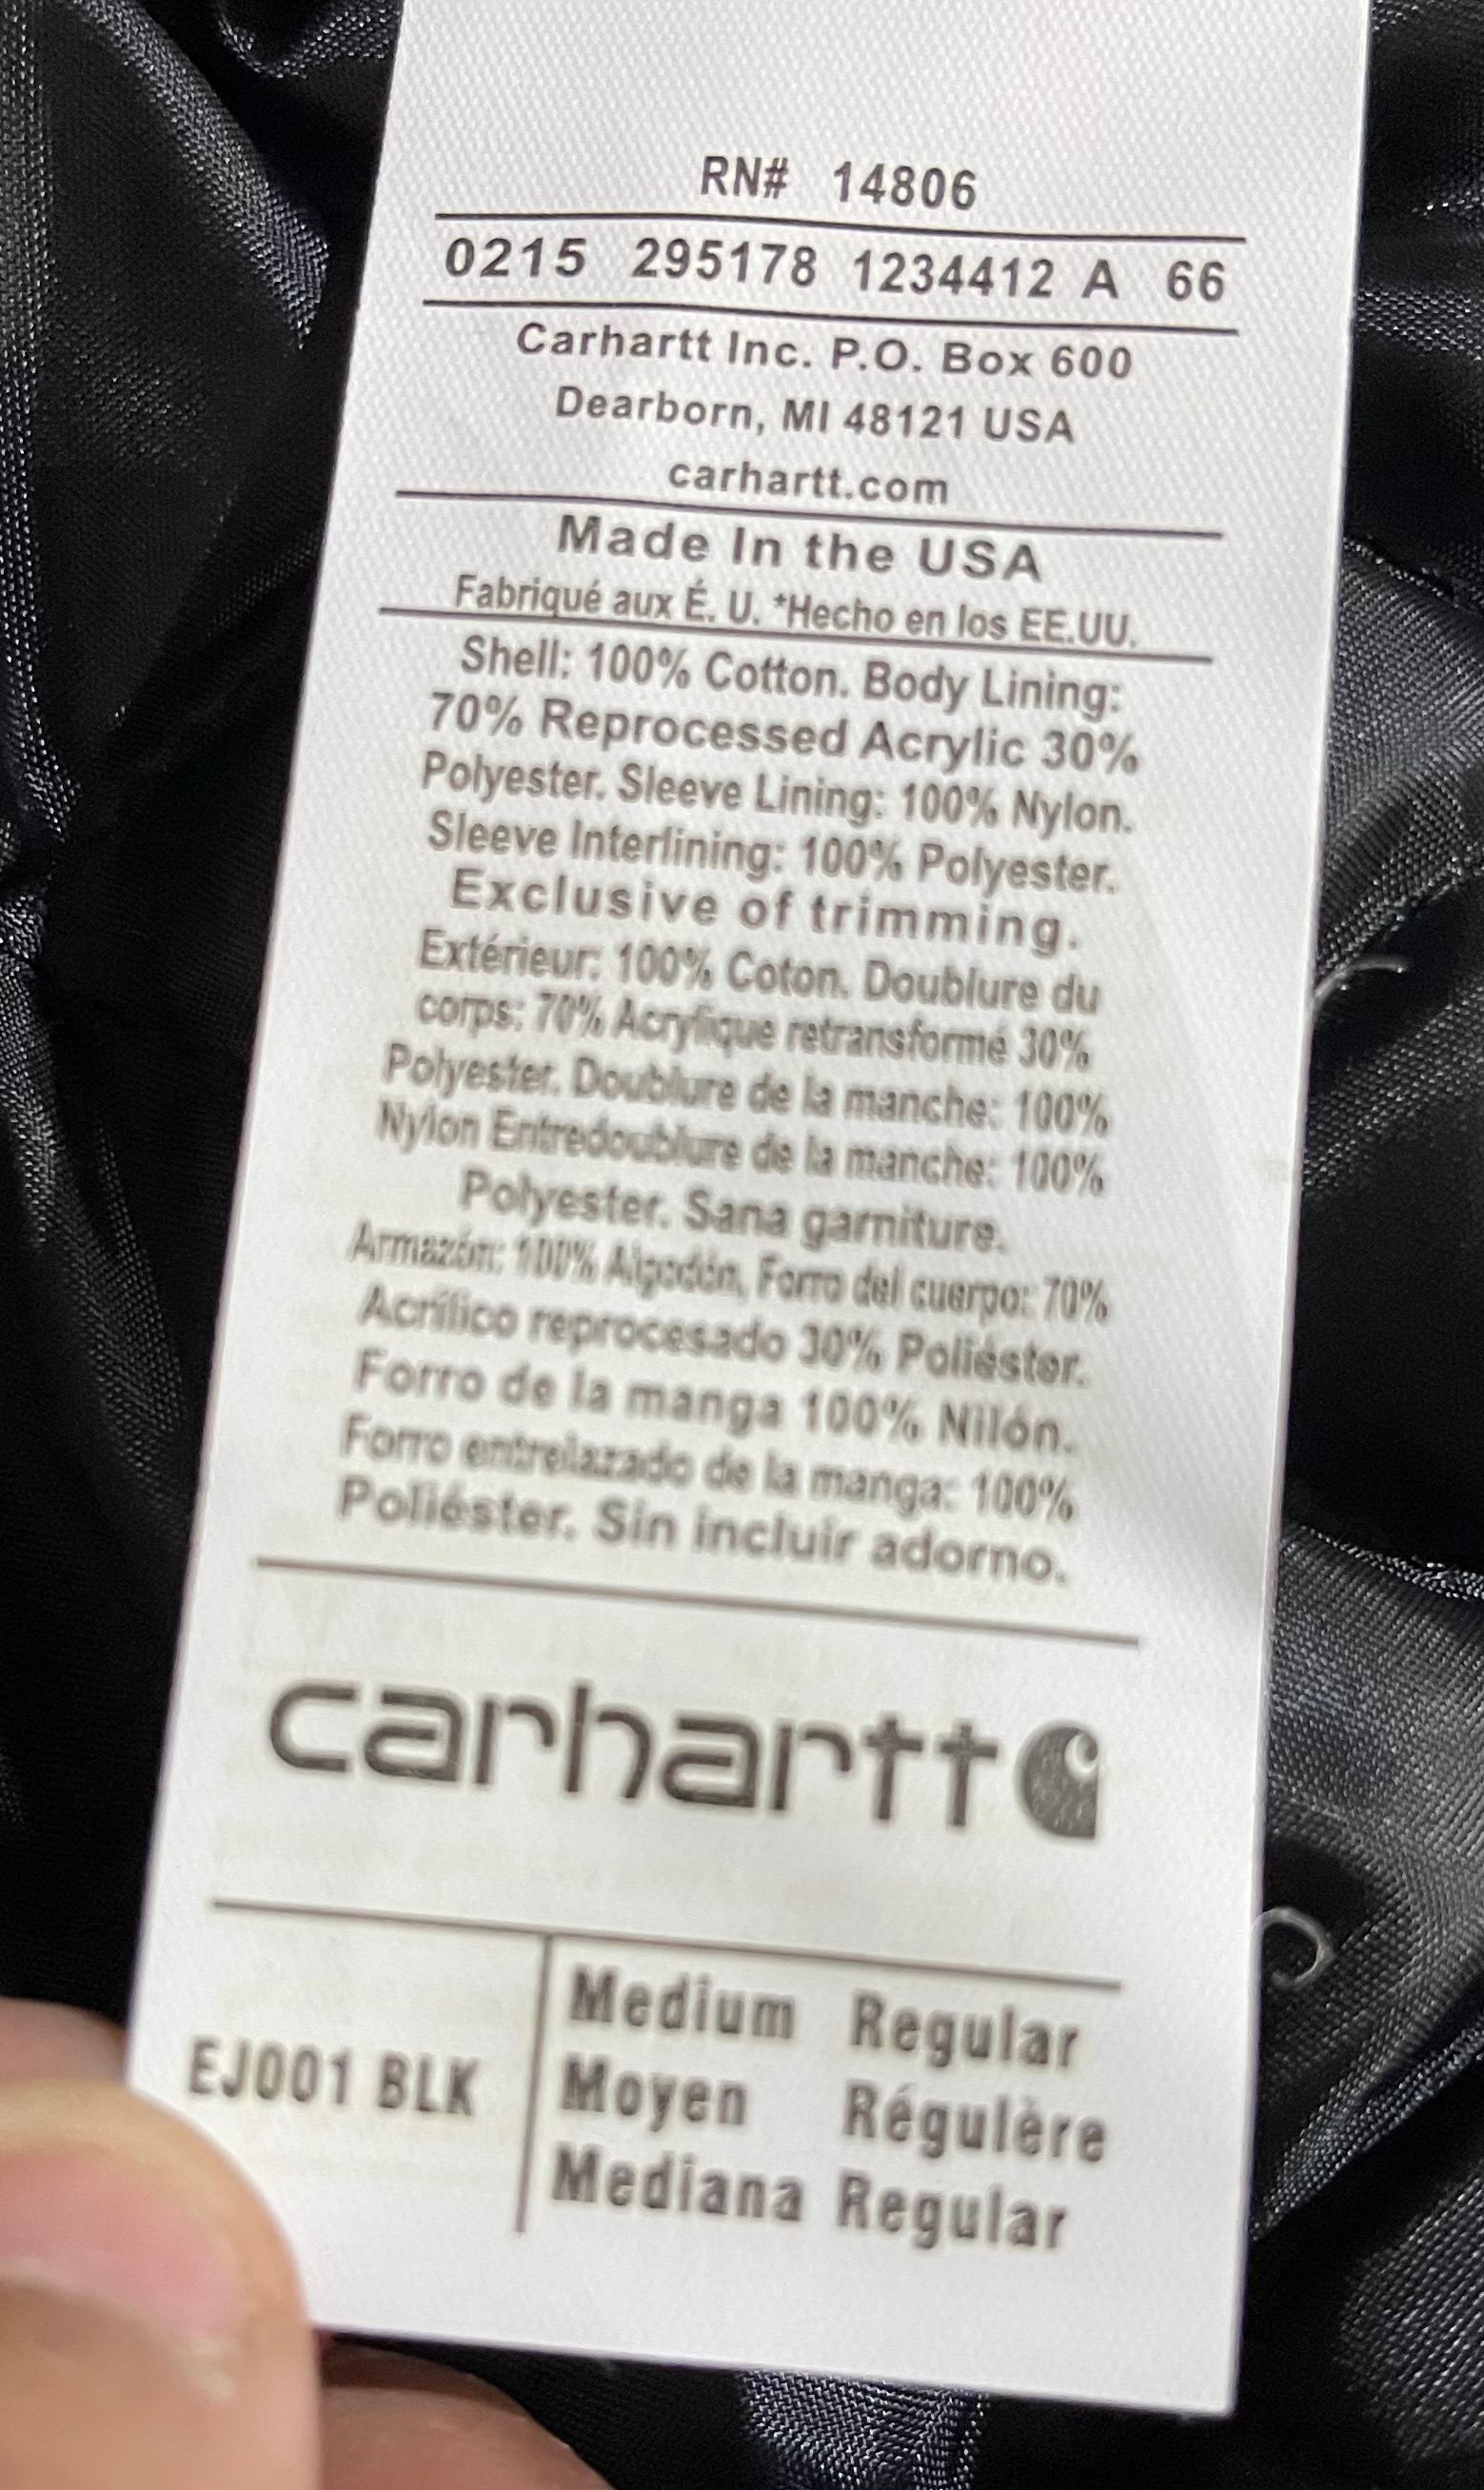 RN# 14806
0215 295178 1234412 A 66
Carhartt Inc. P.O. Box 600
Dearborn, MI 48121 USA
carhartt.com
Made In the USA
Fabriqué aux É. U. *Hecho en los EE.UU.
Shell: 100% Cotton. Body Lining:
70% Reprocessed Acrylic 30%
Polyester. Sleeve Lining: 100% Nylon.
Sleeve Interlining: 100% Polyester.
Exclusive of trimming.
Extérieur: 100% Coton. Doublure du
corps: 70% Acrylique retransformé 30%
Polyester. Doublure de la manche: 100%
Nylon Entredoublure de la manche: 100%
Polyester. Sana garniture.
Armazón: 100% Algodón, Forro del cuerpo: 70%
Acrílico reprocesado 30% Poliéster.
Forro de la manga 100% Nilón.
Forro entrelazado de la manga: 100%
Poliéster. Sin incluir adorno.
carhartt
EJ001 BLK
Medium Regular
Moyen Régulère
Mediana Regular